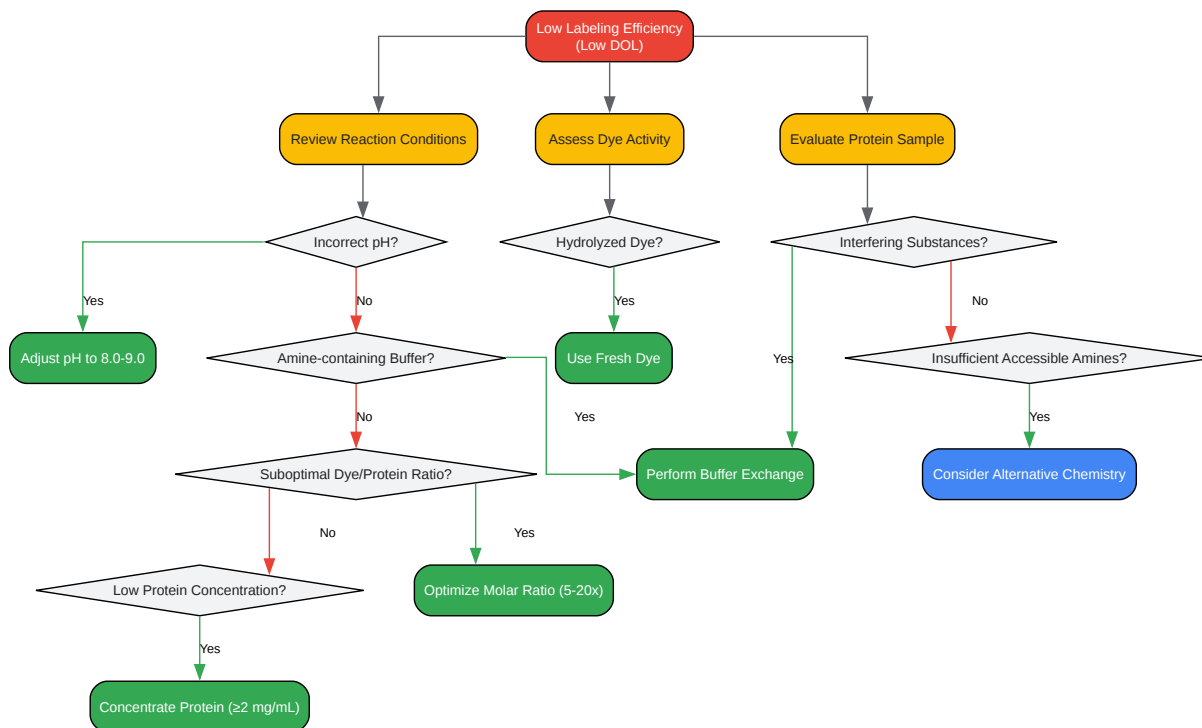 Low Labeling Efficiency
(Low DOL)
Review Reaction Conditions
Assess Dye Activity
Evaluate Protein Sample
Incorrect pH?
Hydrolyzed Dye?
Interfering Substances?
Yes
No
Yes
No
Adjust pH to 8.0-9.0
Amine-containing Buffer?
Use Fresh Dye
Yes
Insufficient Accessible Amines?
No
Yes
Yes
Suboptimal Dye/Protein Ratio?
Perform Buffer Exchange
Consider Alternative Chemistry
No
Yes
Low Protein Concentration?
Optimize Molar Ratio (5-20x)
Yes
Concentrate Protein (≥2 mg/mL)